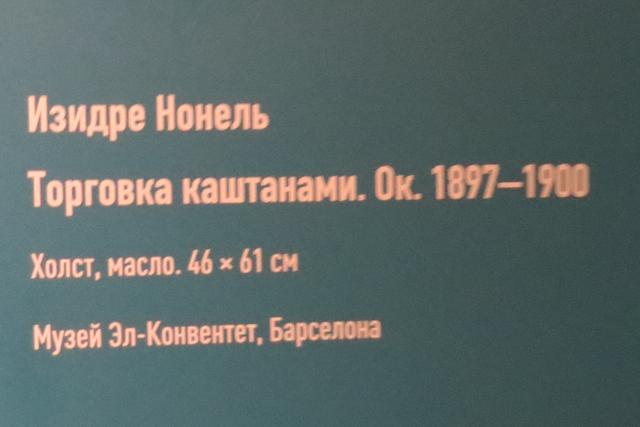 Изидре Нонель
Торговка каштанами. Ок. 1897–1900
Холст, масло. 46 × 61 см
Музей Эл-Конвентет, Барселона